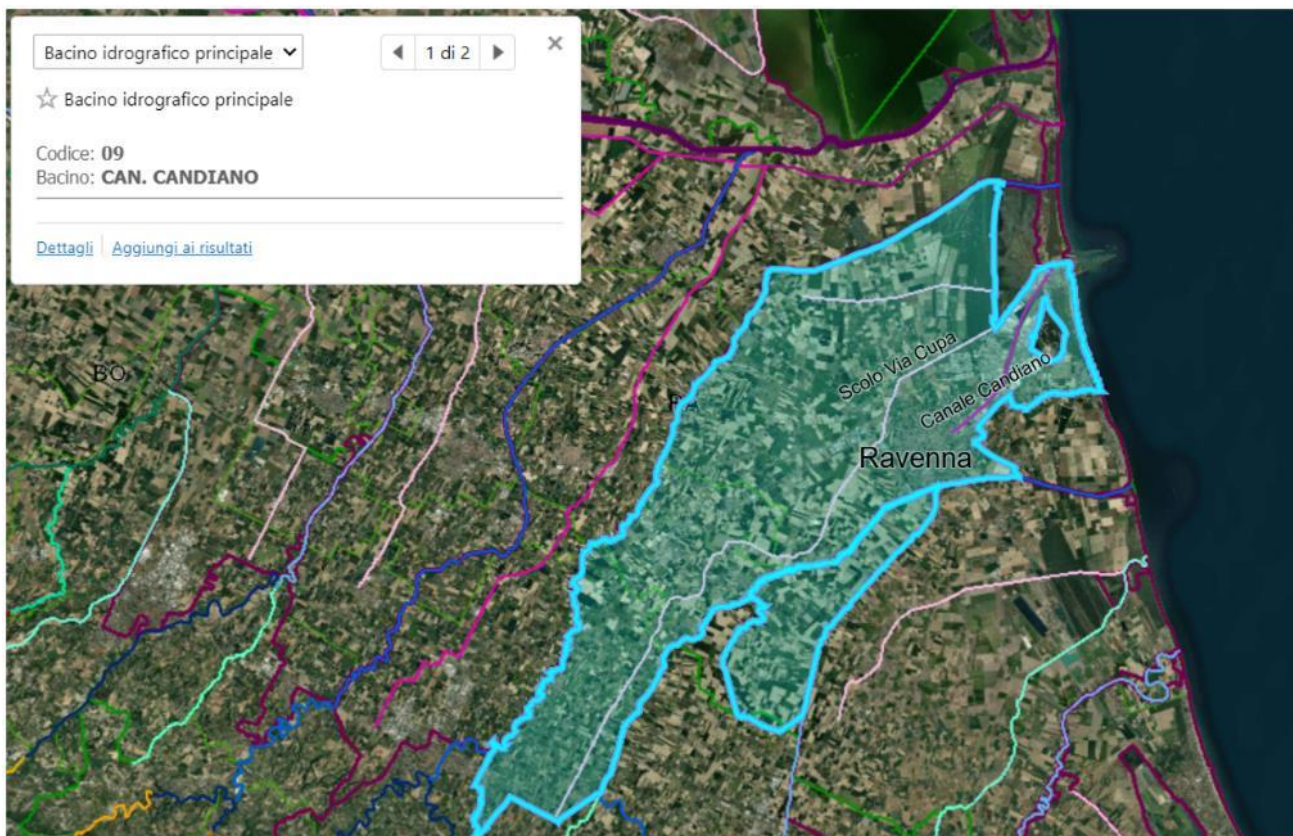 Bacino idrografico principale
1 di 2
Bacino idrografico principale
Codice: 09
Bacino: CAN. CANDIANO
Dettagli
Aggiungi ai risultati
BO
Scolo Via Cupa
Canale Candiano
Ravenna